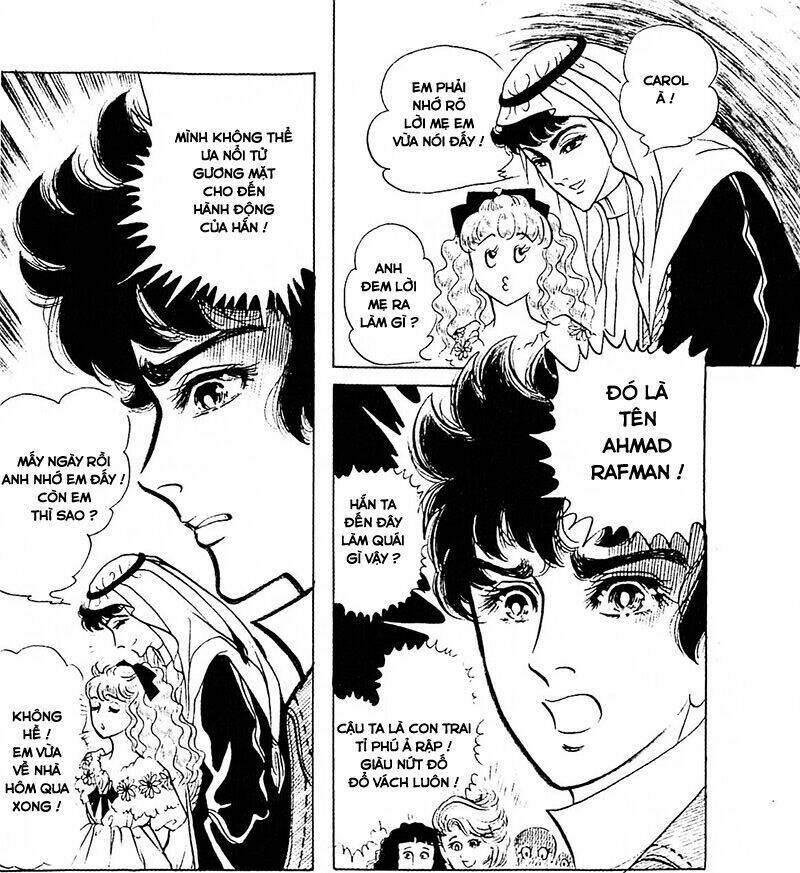 CAROL
À !
EM PHẢI
NHỚ RÕ
LỜI MẸ EM
VỪA NÓI ĐẤY !
ANH
ĐEM LỜI
MẸ RA
LÀM GÌ ?
ĐÓ LÀ
TÊN
AHMAD
RAFMAN !
HẮN TA
ĐẾN ĐÂY
LÀM QUÁI
GÌ VẬY ?
CẬU TA LÀ CON TRAI
TỈ PHÚ Ả RẬP !
GIÀU NỨT ĐỐ
ĐỔ VÁCH LUÔN !
MÌNH KHÔNG THỂ
ƯA NỔI TỪ
GƯƠNG MẶT
CHO ĐẾN
HÀNH ĐỘNG
CỦA HẮN !
MẤY NGÀY RỒI
ANH NHỚ EM ĐẤY !
CÒN EM
THÌ SAO ?
KHÔNG
HỀ !
EM VỪA
VỀ NHÀ
HÔM QUA
XONG !